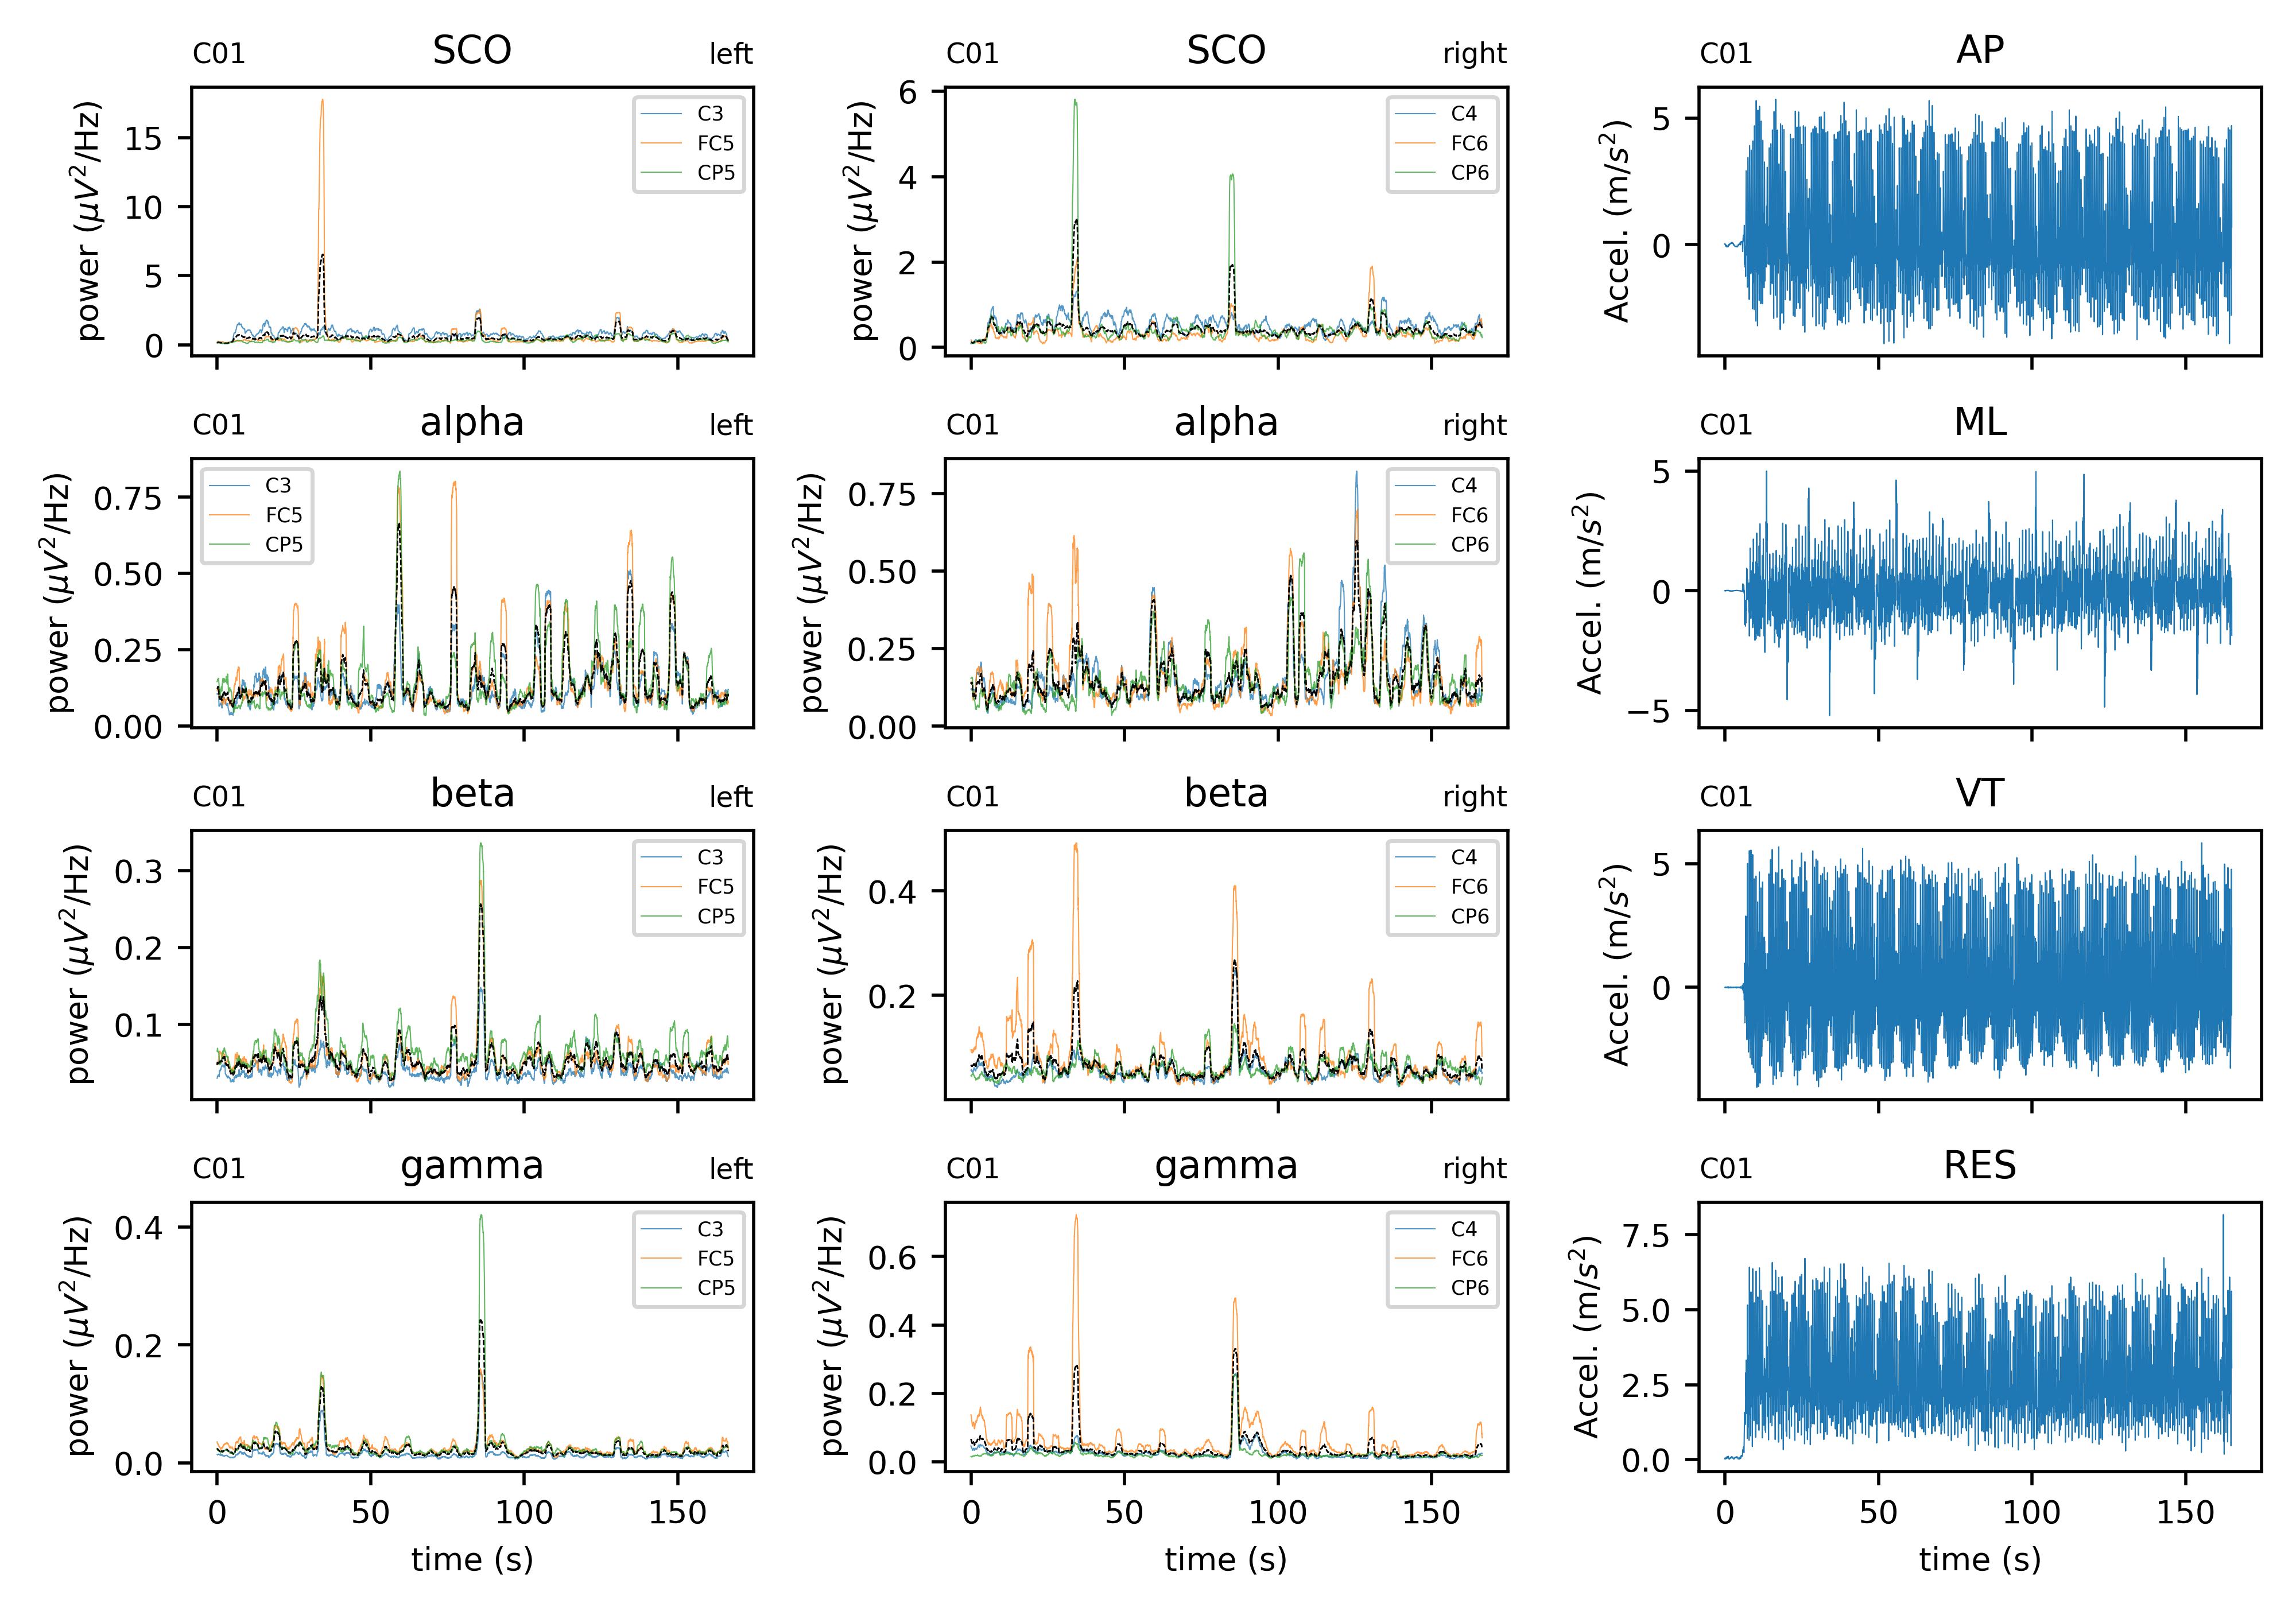 C01 SCO left
power (μV²/Hz)
15
10
5
0
C3
FC5
CP5
C01 SCO right
power (μV²/Hz)
6
4
2
0
C4
FC6
CP6
C01 AP
Accel. (m/s²)
5
0
C01 alpha left
power (μV²/Hz)
0.75
0.50
0.25
0.00
C3
FC5
CP5
C01 alpha right
power (μV²/Hz)
0.75
0.50
0.25
0.00
C4
FC6
CP6
C01 ML
Accel. (m/s²)
5
0
−5
C01 beta left
power (μV²/Hz)
0.3
0.2
0.1
C3
FC5
CP5
C01 beta right
power (μV²/Hz)
0.4
0.2
C4
FC6
CP6
C01 VT
Accel. (m/s²)
5
0
C01 gamma left
power (μV²/Hz)
0.4
0.2
0.0
C3
FC5
CP5
0 50 100 150
time (s)
C01 gamma right
power (μV²/Hz)
0.6
0.4
0.2
0.0
C4
FC6
CP6
0 50 100 150
time (s)
C01 RES
Accel. (m/s²)
7.5
5.0
2.5
0.0
0 50 100 150
time (s)